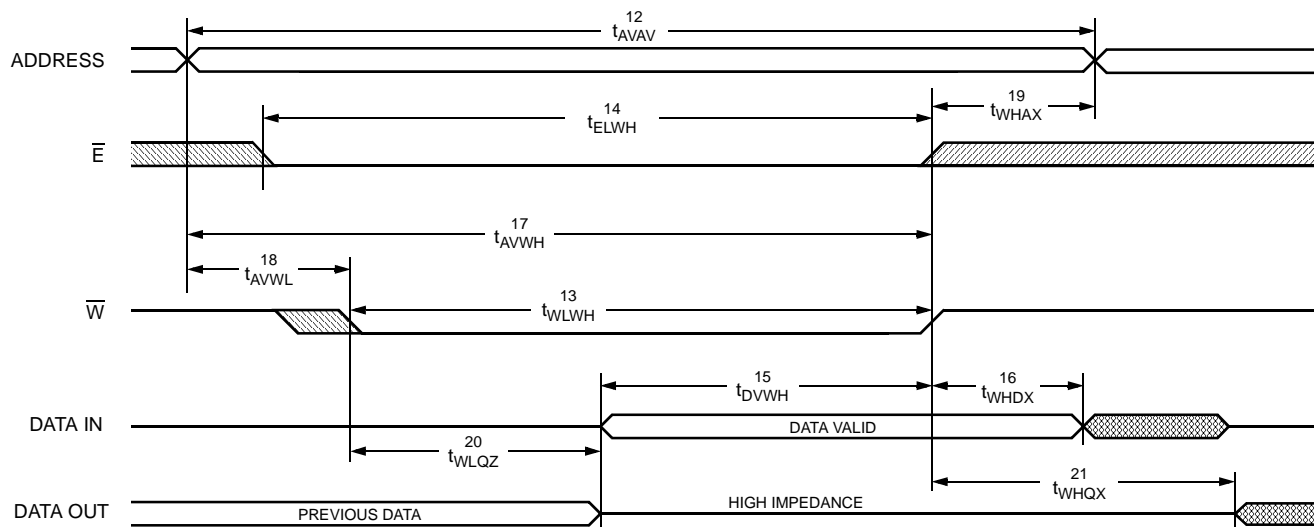 12
tAVAV
ADDRESS
19
tWHAX
14
tELWH
E
17
tAVWH
18
tAVWL
13
tWLWH
W
15
tDVWH
16
tWHDX
DATA IN
DATA VALID
20
tWLQZ
21
tWHQX
HIGH IMPEDANCE
DATA OUT
PREVIOUS DATA